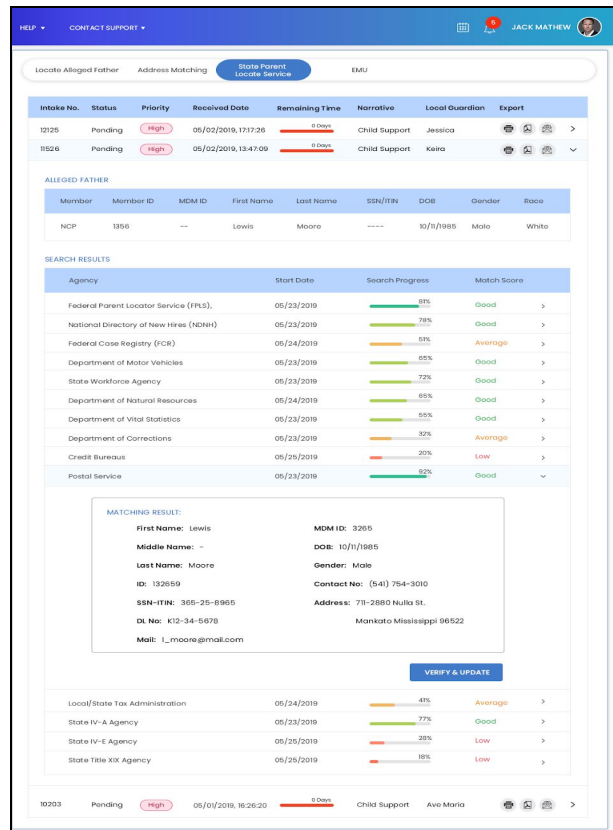 HELP CONTACT SUPPORT 6 JACK MATHEW
Locate Alleged Father Address Matching State Parent Locate Service EMU
Intake No. Status Priority Received Date Remaining Time Narrative Local Guardian Export
12125 Pending High 05/02/2019, 17:17:26 0 Days Child Support Jessica
11526 Pending High 05/02/2019, 13:47:09 0 Days Child Support Keira
ALLEGED FATHER
Member Member ID MDM ID First Name Last Name SSN/ITIN DOB Gender Race
NCP 1356 -- Lewis Moore ---- 10/11/1985 Male White
SEARCH RESULTS
Agency Start Date Search Progress Match Score
Federal Parent Locator Service (FPLS), 05/23/2019 81% Good
National Directory of New Hires (NDNH) 05/23/2019 78% Good
Federal Case Registry (FCR) 05/24/2019 51% Average
Department of Motor Vehicles 05/23/2019 65% Good
State Workforce Agency 05/23/2019 72% Good
Department of Natural Resources 05/24/2019 65% Good
Department of Vital Statistics 05/23/2019 55% Good
Department of Corrections 05/23/2019 32% Average
Credit Bureaus 05/25/2019 20% Low
Postal Service 05/23/2019 92% Good
MATCHING RESULT:
First Name: Lewis MDM ID: 3265
Middle Name: - DOB: 10/11/1985
Last Name: Moore Gender: Male
ID: 132659 Contact No: (541) 754-3010
SSN-ITIN: 365-25-8965 Address: 711-2880 Nulla St.
DL No: K12-34-5678 Mankato Mississippi 96522
Mail: l_moore@mail.com
VERIFY & UPDATE
Local/State Tax Administration 05/24/2019 41% Average
State IV-A Agency 05/23/2019 77% Good
State IV-E Agency 05/25/2019 28% Low
State Title XIX Agency 05/25/2019 18% Low
10203 Pending High 05/01/2019, 16:26:20 0 Days Child Support Ave Maria